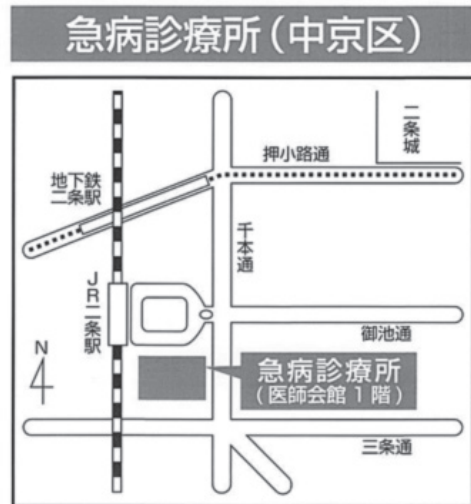 急病診療所(中京区)
二条城
押小路通
地下鉄
二条駅
千本通
JR二条駅
御池通
N
急病診療所
(医師会館1階)
三条通